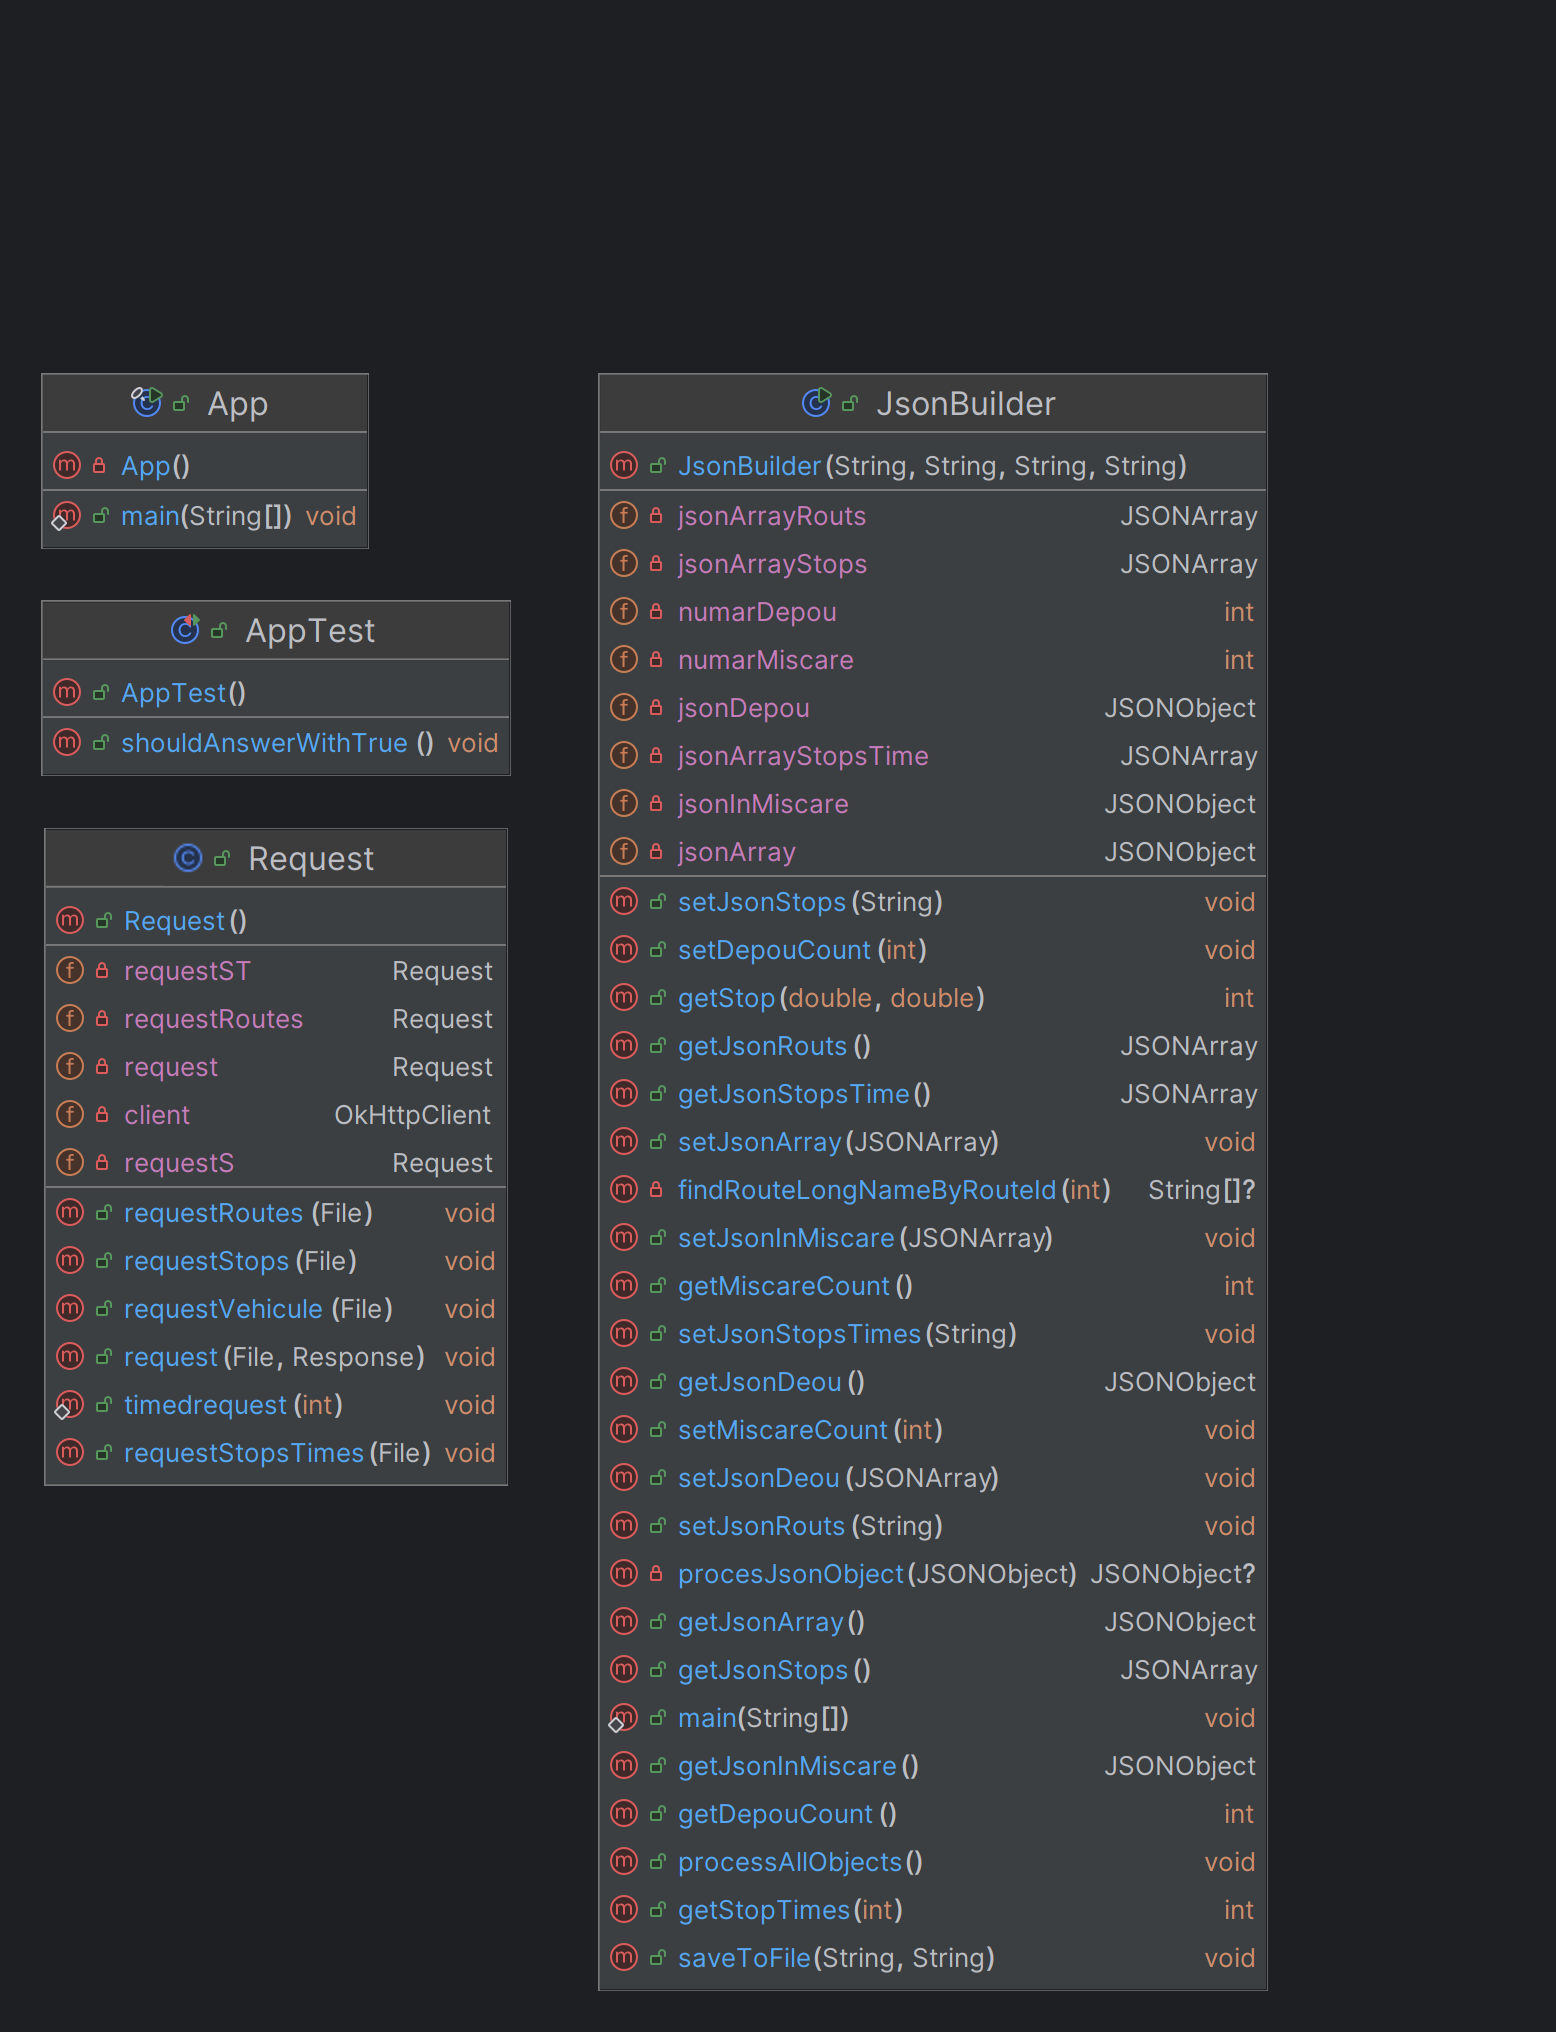 App
App()
main(String[]) void
AppTest
AppTest()
shouldAnswerWithTrue () void
Request
Request()
requestST Request
requestRoutes Request
request Request
client OkHttpClient
requestS Request
requestRoutes (File) void
requestStops (File) void
requestVehicule (File) void
request (File, Response) void
timedrequest (int) void
requestStopsTimes (File) void
JsonBuilder
JsonBuilder (String, String, String, String)
jsonArrayRouts JSONArray
jsonArrayStops JSONArray
numarDepou int
numarMiscare int
jsonDepou JSONObject
jsonArrayStopsTime JSONArray
jsonInMiscare JSONObject
jsonArray JSONObject
setJsonStops (String) void
setDepouCount (int) void
getStop (double, double) int
getJsonRouts () JSONArray
getJsonStopsTime () JSONArray
setJsonArray (JSONArray) void
findRouteLongNameByRouteId (int) String[]?
setJsonInMiscare (JSONArray) void
getMiscareCount () int
setJsonStopsTimes (String) void
getJsonDeou () JSONObject
setMiscareCount (int) void
setJsonDeou (JSONArray) void
setJsonRouts (String) void
procesJsonObject (JSONObject) JSONObject?
getJsonArray () JSONObject
getJsonStops () JSONArray
main(String[]) void
getJsonInMiscare () JSONObject
getDepouCount () int
processAllObjects () void
getStopTimes (int) int
saveToFile (String, String) void